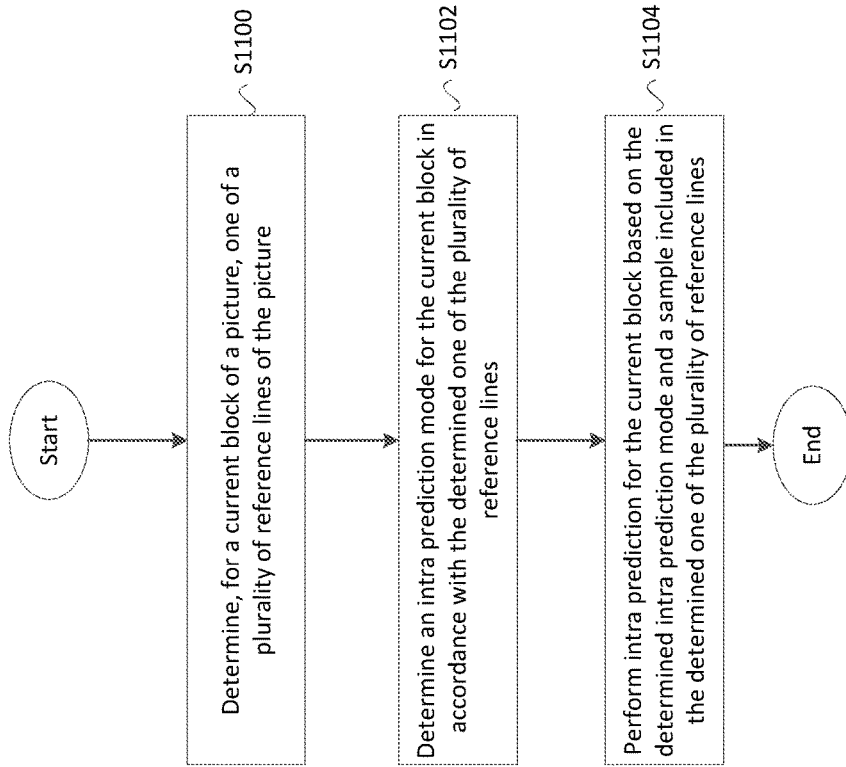 Start
Determine, for a current block of a picture, one of a
plurality of reference lines of the picture
S1100
Determine an intra prediction mode for the current block in
accordance with the determined one of the plurality of
reference lines
S1102
Perform intra prediction for the current block based on the
determined intra prediction mode and a sample included in
the determined one of the plurality of reference lines
S1104
End